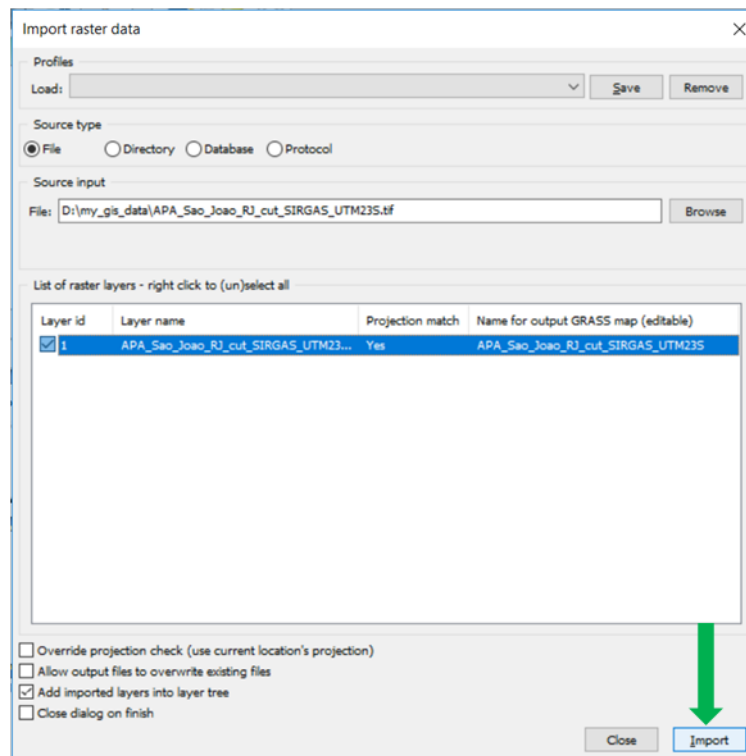 Import raster data
Profiles
Load:
Save
Remove
Source type
File Directory Database Protocol
Source input
File: D:\my_gis_data\APA_Sao_Joao_RJ_cut_SIRGAS_UTM23S.tif Browse
List of raster layers - right click to (un)select all
Layer id Layer name Projection match Name for output GRASS map (editable)
1 APA_Sao_Joao_RJ_cut_SIRGAS_UTM23... Yes APA_Sao_Joao_RJ_cut_SIRGAS_UTM23S
Override projection check (use current location's projection)
Allow output files to overwrite existing files
Add imported layers into layer tree
Close dialog on finish
Close Import